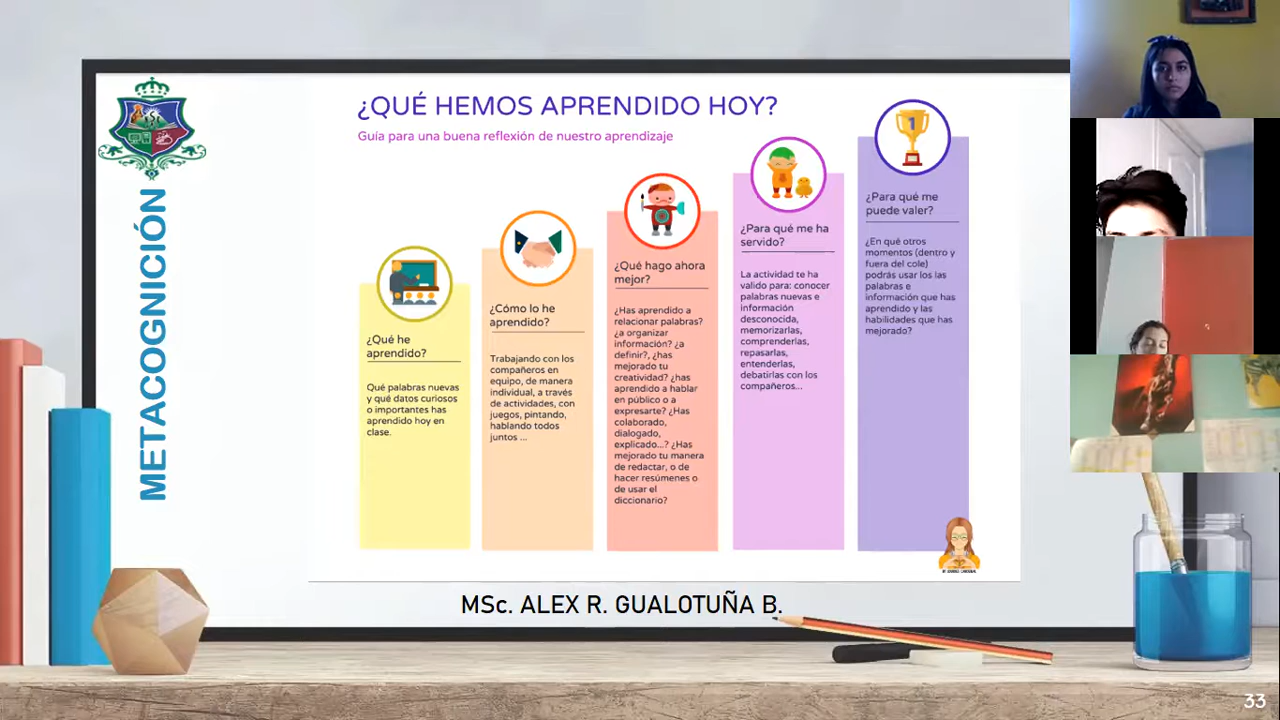 METACOGNICIÓN
¿QUÉ HEMOS APRENDIDO HOY?
Guía para una buena reflexión de nuestro aprendizaje
¿Qué he
aprendido?
Qué palabras nuevas
y qué datos curiosos
o importantes has
aprendido hoy en
clase.
¿Cómo lo he
aprendido?
Trabajando con los
compañeros en
equipo, de manera
individual, a través
de actividades, con
juegos, pintando,
hablando todos
juntos ...
¿Qué hago ahora
mejor?
¿Has aprendido a
relacionar palabras?
¿a organizar
información? ¿a
definir?, ¿has
mejorado tu
creatividad? ¿has
aprendido a hablar
en público o a
expresarte? ¿Has
colaborado,
dialogado,
explicado...? ¿Has
mejorado tu manera
de redactar, o de
hacer resúmenes o
de usar el
diccionario?
¿Para qué me ha
servido?
La actividad te ha
valido para: conocer
palabras nuevas e
información
desconocida,
memorizarlas,
comprenderlas,
repasarlas,
entenderlas,
debatirlas con los
compañeros...
1
¿Para qué me
puede valer?
¿En qué otros
momentos (dentro y
fuera del cole)
podrás usar los las
palabras e
información que has
aprendido y las
habilidades que has
mejorado?
MSc. ALEX R. GUALOTUÑA B.
33